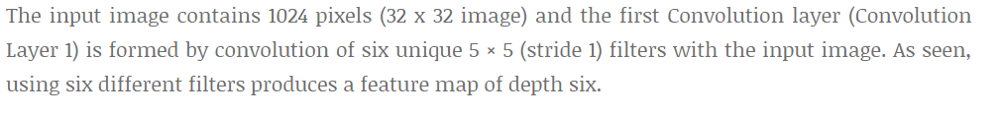 The input image contains 1024 pixels (32 x 32 image) and the first Convolution layer (Convolution
Layer 1) is formed by convolution of six unique 5 × 5 (stride 1) filters with the input image. As seen,
using six different filters produces a feature map of depth six.